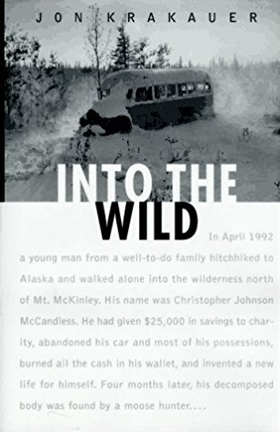 JON KRAKAUER
INTO THE
WILD
In April 1992
a young man from a well-to-do family hitchhiked to
Alaska and walked alone into the wilderness north
of Mt. McKinley. His name was Christopher Johnson
McCandless. He had given $25,000 in savings to char-
ity, abandoned his car and most of his possessions,
burned all the cash in his wallet, and invented a new
life for himself. Four months later, his decomposed
body was found by a moose hunter....